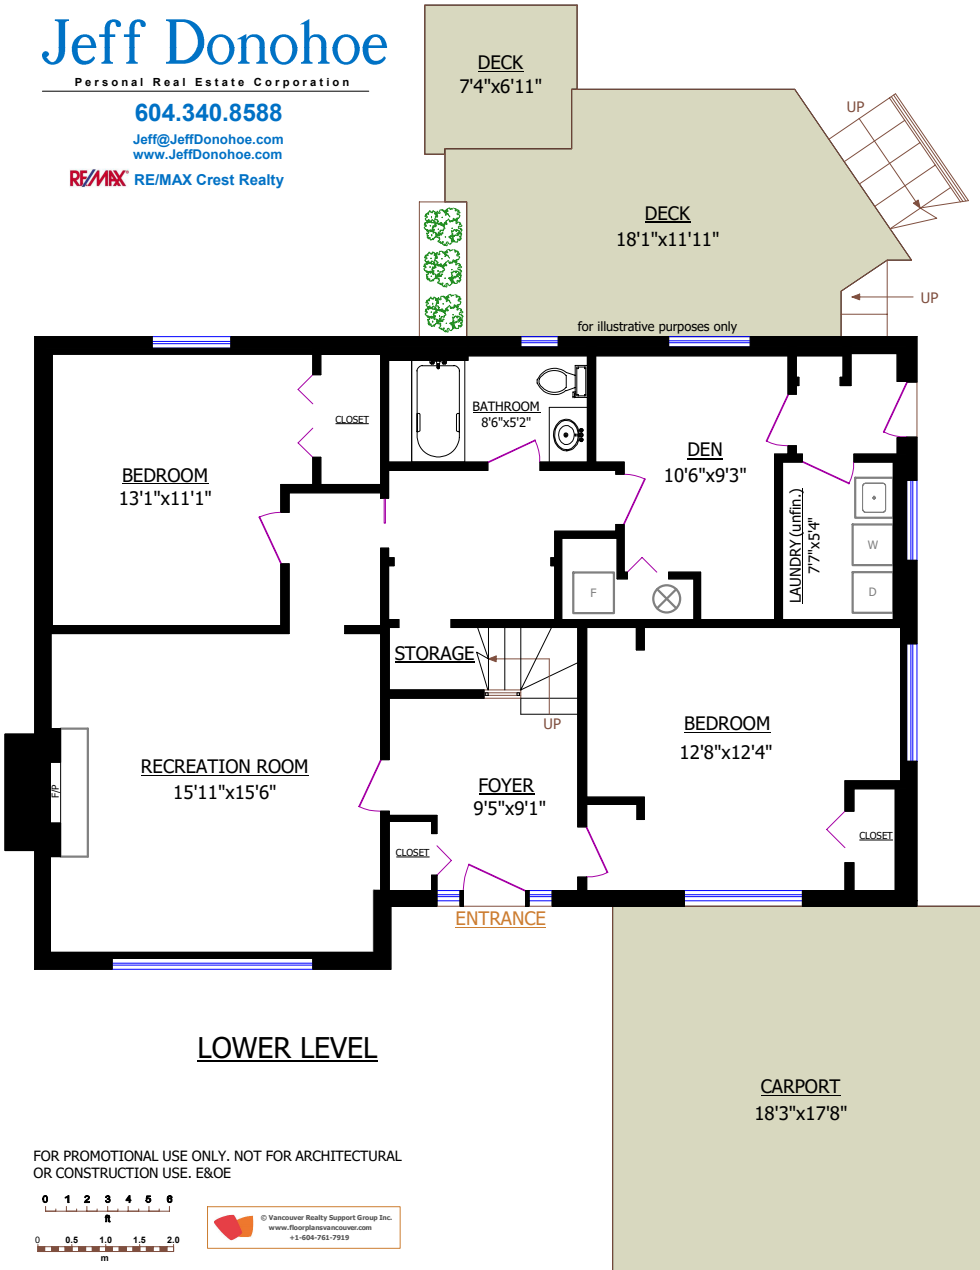 Jeff Donohoe
Personal Real Estate Corporation
604.340.8588
Jeff@JeffDonohoe.com
www.JeffDonohoe.com
RE/MAX RE/MAX Crest Realty
DECK
7'4"x6'11"
UP
DECK
18'1"x11'11"
UP
for illustrative purposes only
CLOSET
BATHROOM
8'6"x5'2"
BEDROOM
13'1"x11'1"
DEN
10'6"x9'3"
LAUNDRY (unfin.)
7'7"x5'4"
W
D
F
STORAGE
UP
BEDROOM
12'8"x12'4"
RECREATION ROOM
15'11"x15'6"
F/P
FOYER
9'5"x9'1"
CLOSET
CLOSET
ENTRANCE
LOWER LEVEL
CARPORT
18'3"x17'8"
FOR PROMOTIONAL USE ONLY. NOT FOR ARCHITECTURAL
OR CONSTRUCTION USE. E&OE
0 1 2 3 4 5 6
ft
0 0.5 1.0 1.5 2.0
m
© Vancouver Realty Support Group Inc.
www.floorplansvancouver.com
+1-604-761-7919